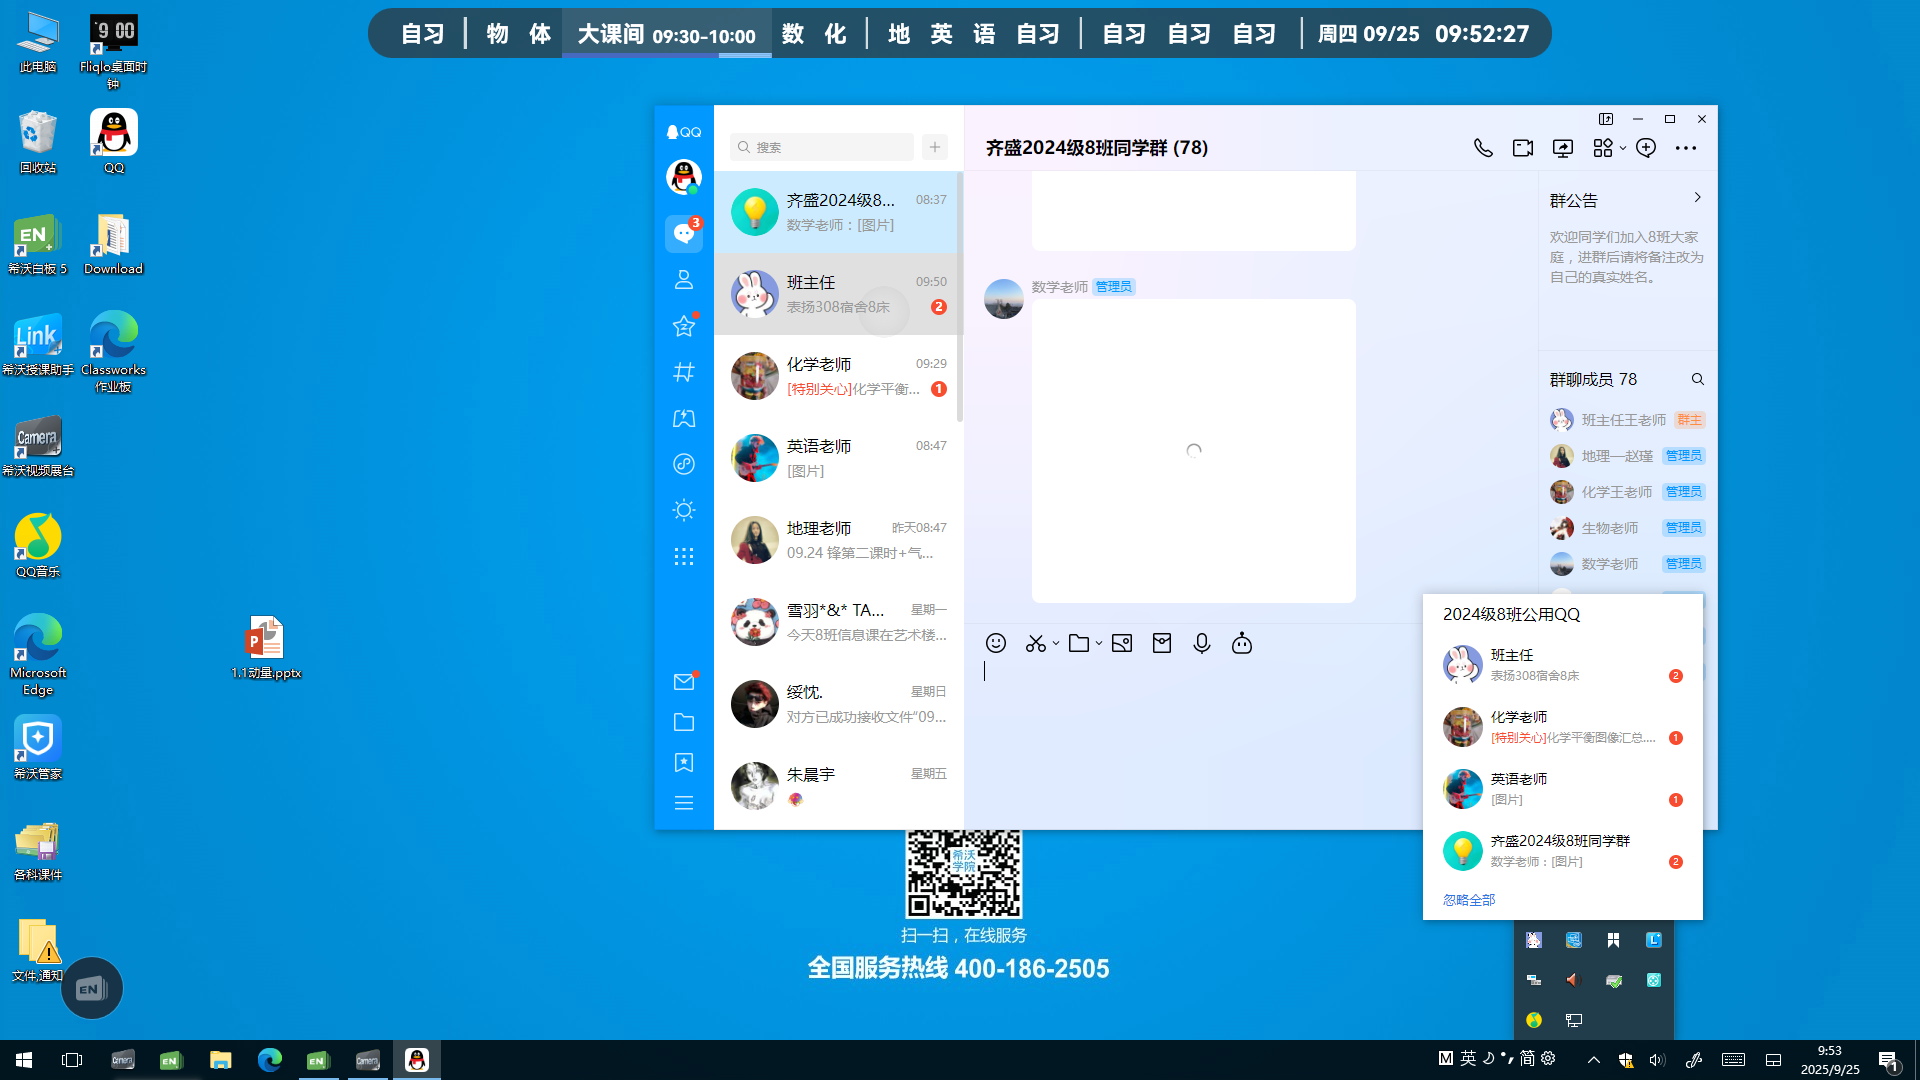 自习 | 物 体 大课间 09:30-10:00 数 化 | 地 英 语 自习 | 自习 自习 自习 | 周四 09/25 09:52:27
此电脑
Fliqlo桌面时钟
回收站
QQ
希沃白板 5
Download
希沃授课助手
Classworks作业板
希沃视频展台
QQ音乐
Microsoft Edge
希沃管家
各科课件
文件,通知
1.1动量.pptx
QQ
3
搜索
齐盛2024级8... 08:37
数学老师：[图片]
班主任 09:50
表扬308宿舍8床 2
化学老师 09:29
[特别关心]化学平衡... 1
英语老师 08:47
[图片]
地理老师 昨天08:47
09.24 锋第二课时+气...
雪羽*&* TA... 星期一
今天8班信息课在艺术楼...
绥忱. 星期日
对方已成功接收文件“09...
朱晨宇 星期五
齐盛2024级8班同学群 (78)
数学老师 管理员
群公告
欢迎同学们加入8班大家
庭，进群后请将备注改为
自己的真实姓名。
群聊成员 78
班主任王老师 群主
地理—赵瑾 管理员
化学王老师 管理员
生物老师 管理员
数学老师 管理员
2024级8班公用QQ
班主任
表扬308宿舍8床 2
化学老师
[特别关心]化学平衡图像汇总.... 1
英语老师
[图片] 1
齐盛2024级8班同学群
数学老师：[图片] 2
忽略全部
希沃
学院
扫一扫，在线服务
全国服务热线 400-186-2505
EN
M 英 简
9:53
2025/9/25
1